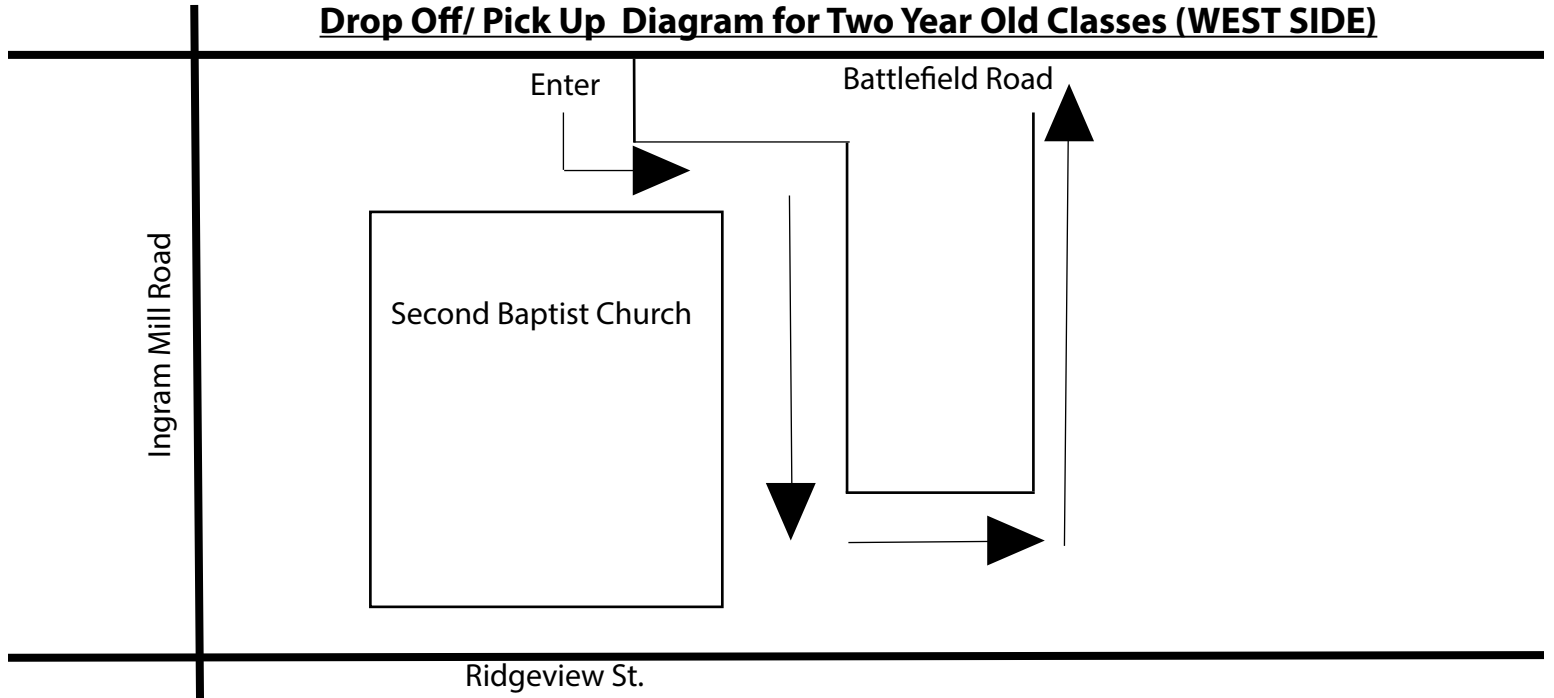 Drop Off/ Pick Up  Diagram for Two Year Old Classes (WEST SIDE)
Enter
Battlefield Road
Ingram Mill Road
Second Baptist Church
Ridgeview St.